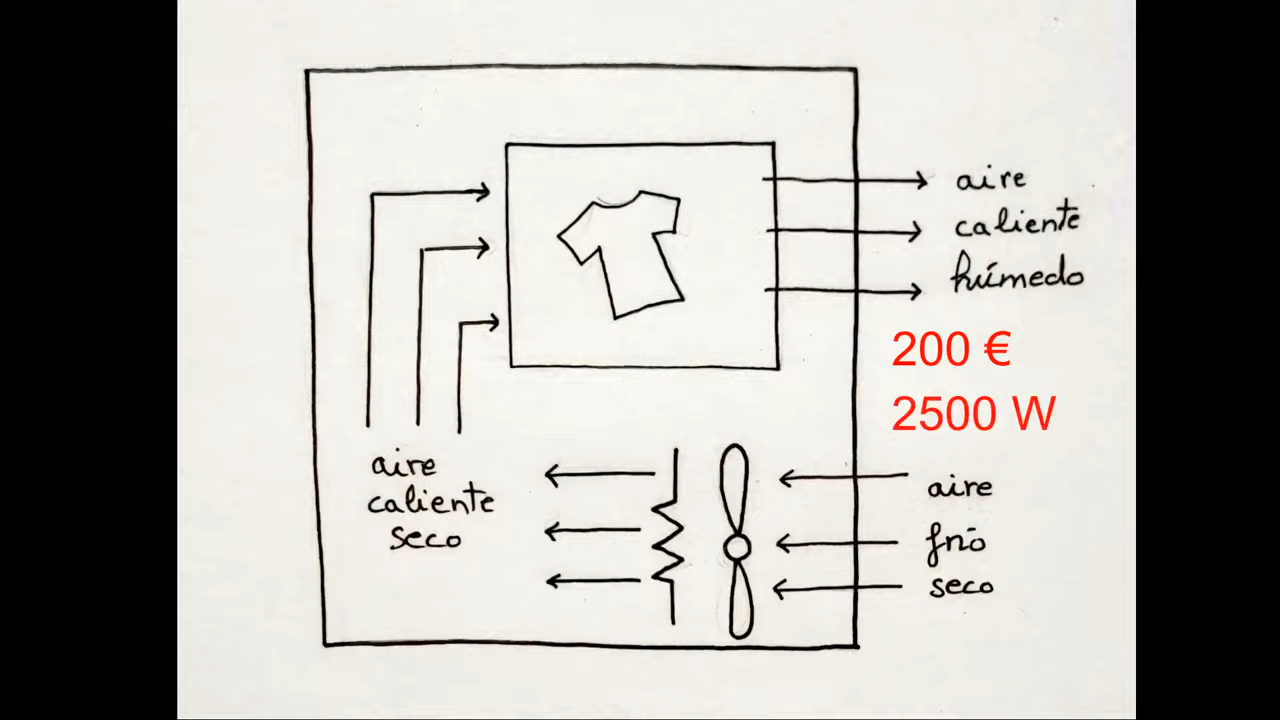 aire
caliente
húmedo
200 €
2500 W
aire
caliente
seco
aire
frío
seco